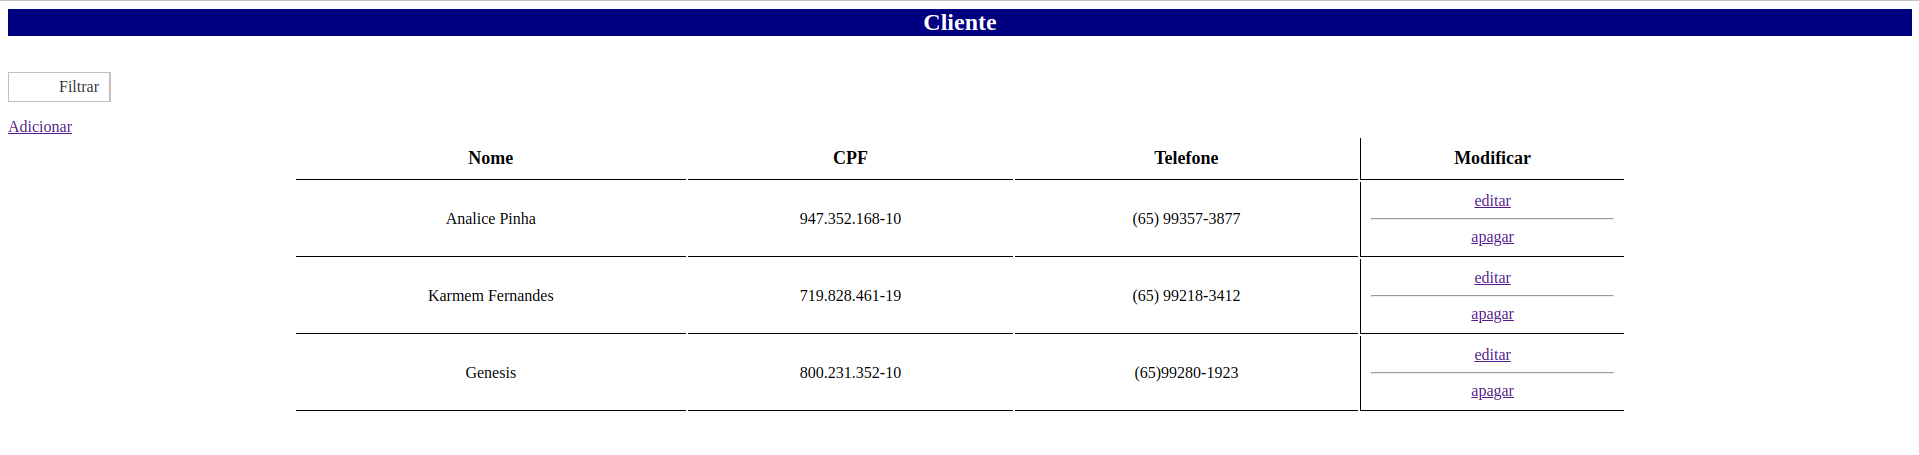 Cliente
Filtrar
Adicionar
Nome CPF Telefone Modificar
Analice Pinha 947.352.168-10 (65) 99357-3877 editar
apagar
Karmem Fernandes 719.828.461-19 (65) 99218-3412 editar
apagar
Genesis 800.231.352-10 (65)99280-1923 editar
apagar